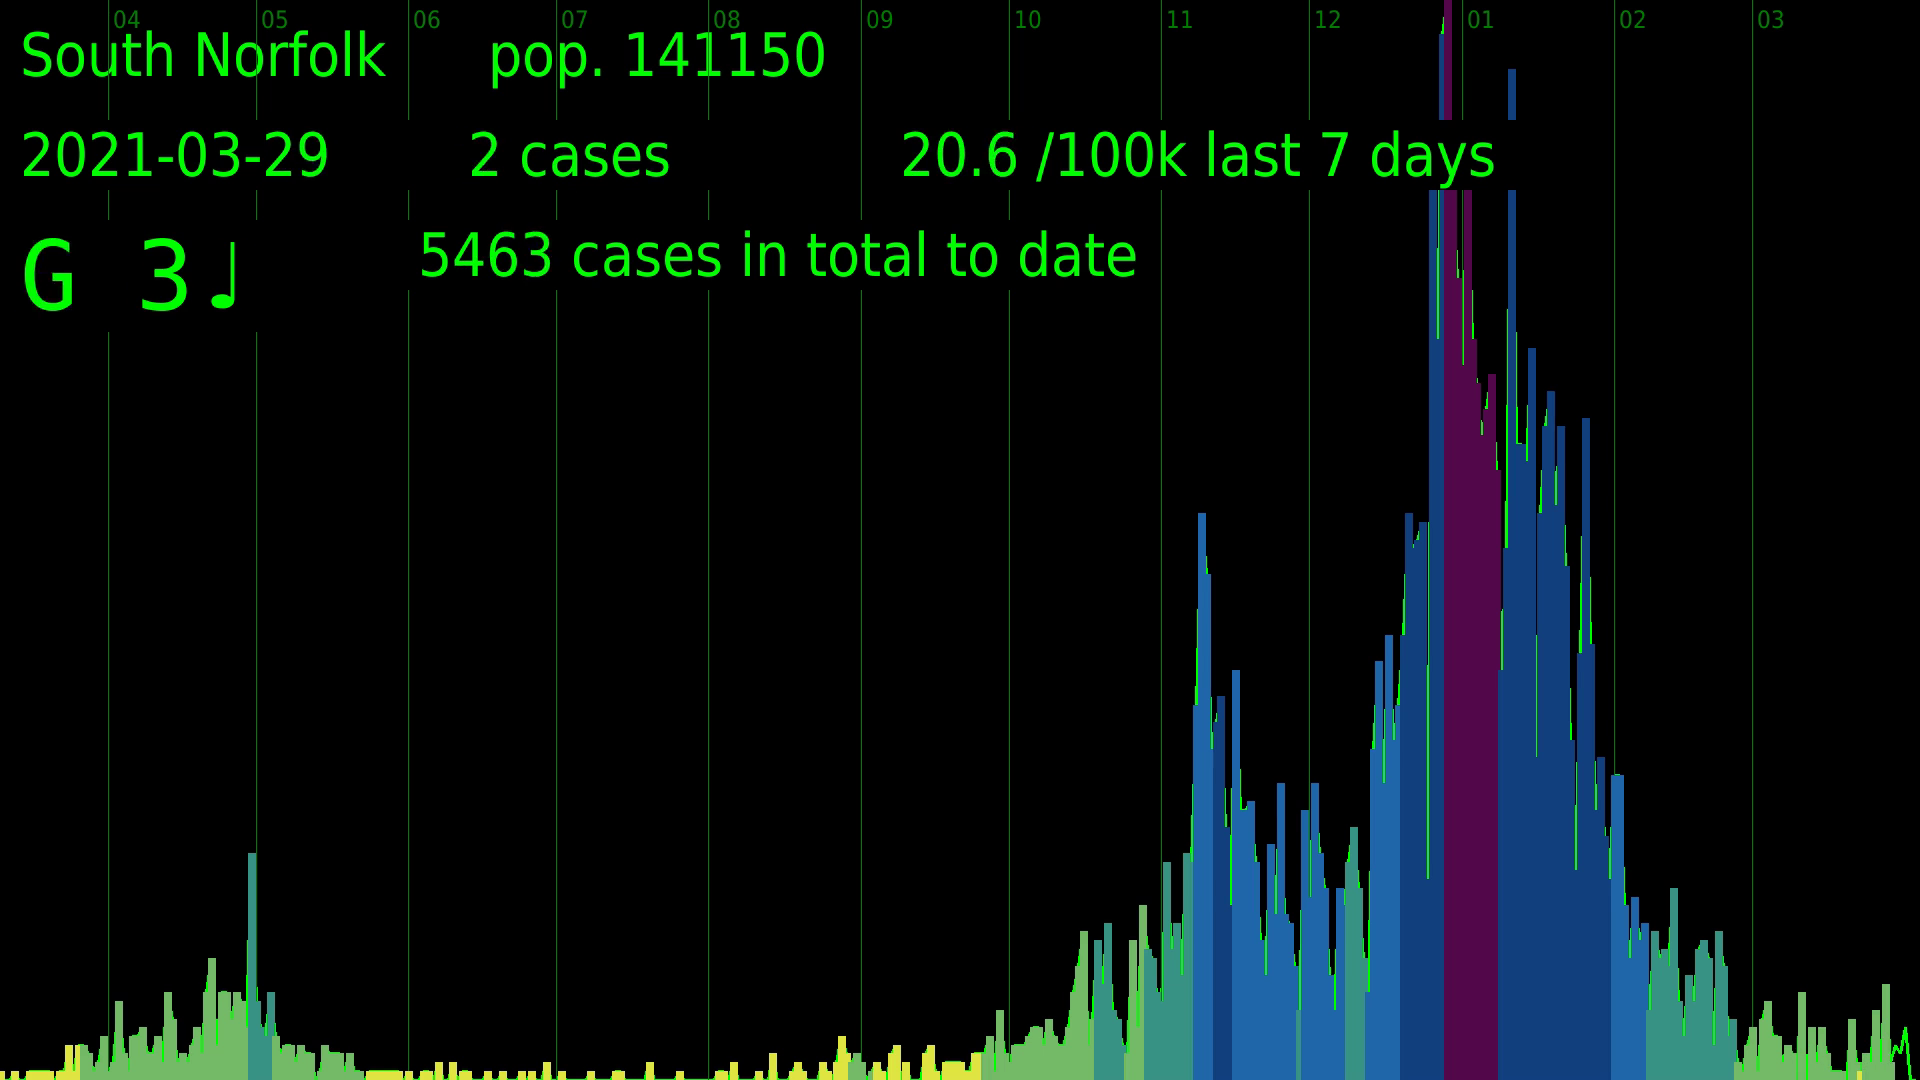 04 05 06 07 08 09 10 11 12 01 02 03
South Norfolk pop. 141150
2021-03-29 2 cases 20.6 /100k last 7 days
G 3♩ 5463 cases in total to date